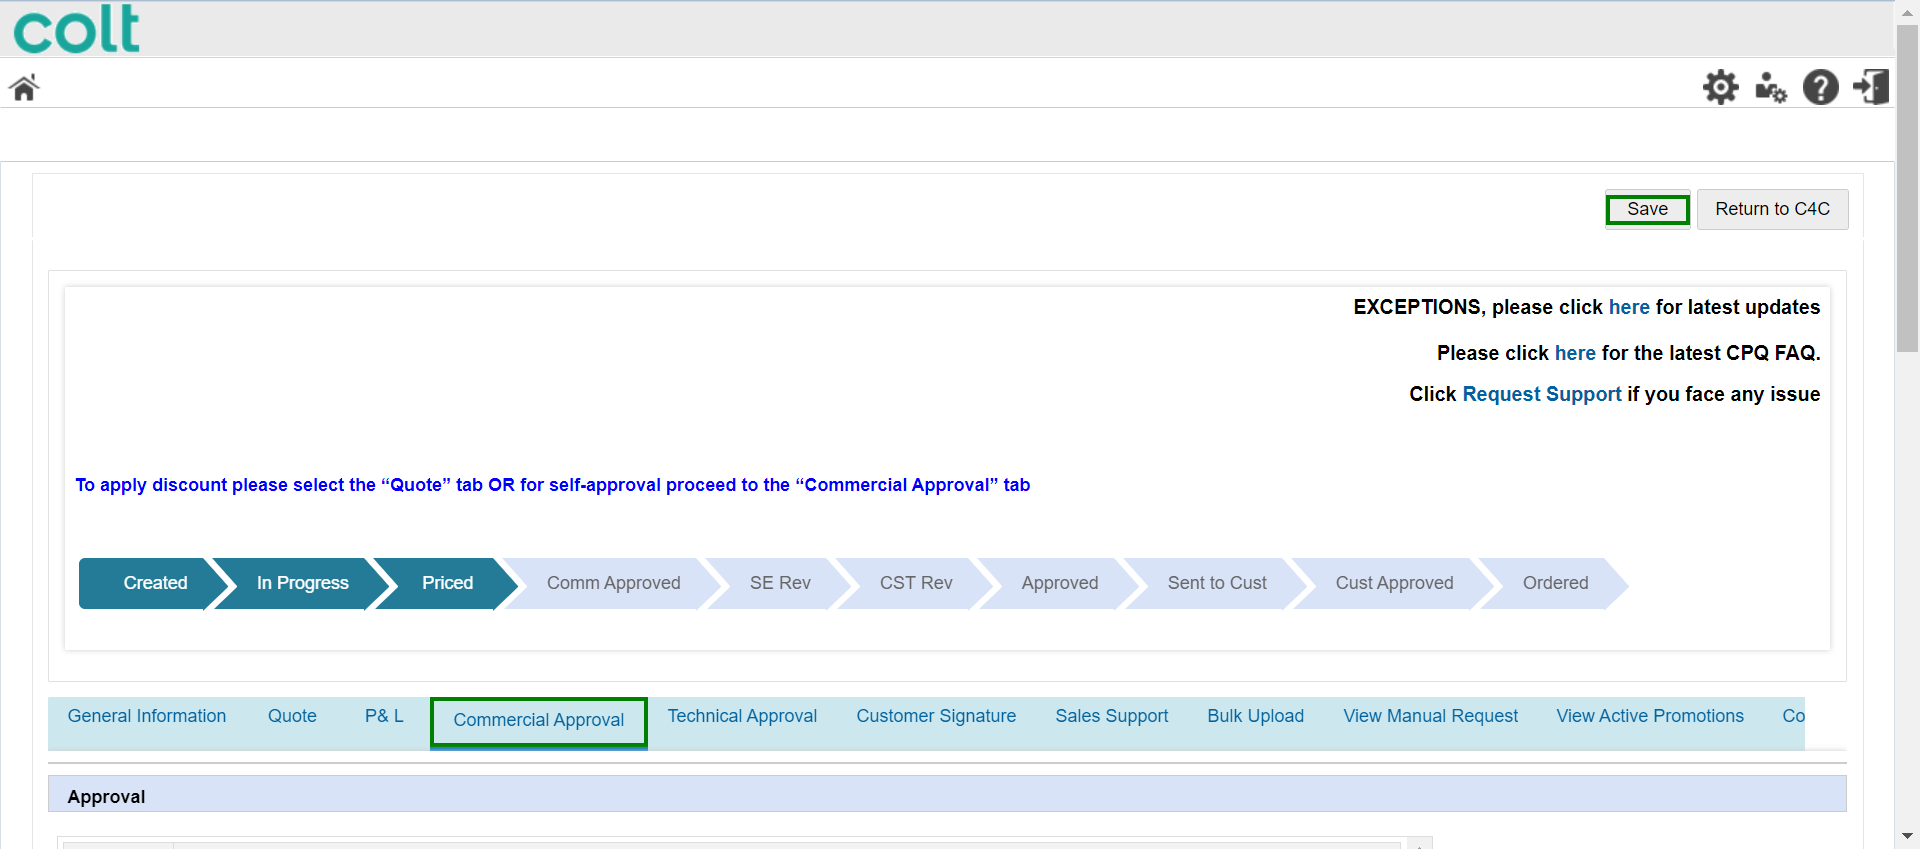 colt
Save
Return to C4C
EXCEPTIONS, please click here for latest updates
Please click here for the latest CPQ FAQ.
Click Request Support if you face any issue
To apply discount please select the “Quote” tab OR for self-approval proceed to the “Commercial Approval” tab
Created In Progress Priced Comm Approved SE Rev CST Rev Approved Sent to Cust Cust Approved Ordered
General Information Quote P& L Commercial Approval Technical Approval Customer Signature Sales Support Bulk Upload View Manual Request View Active Promotions Co
Approval